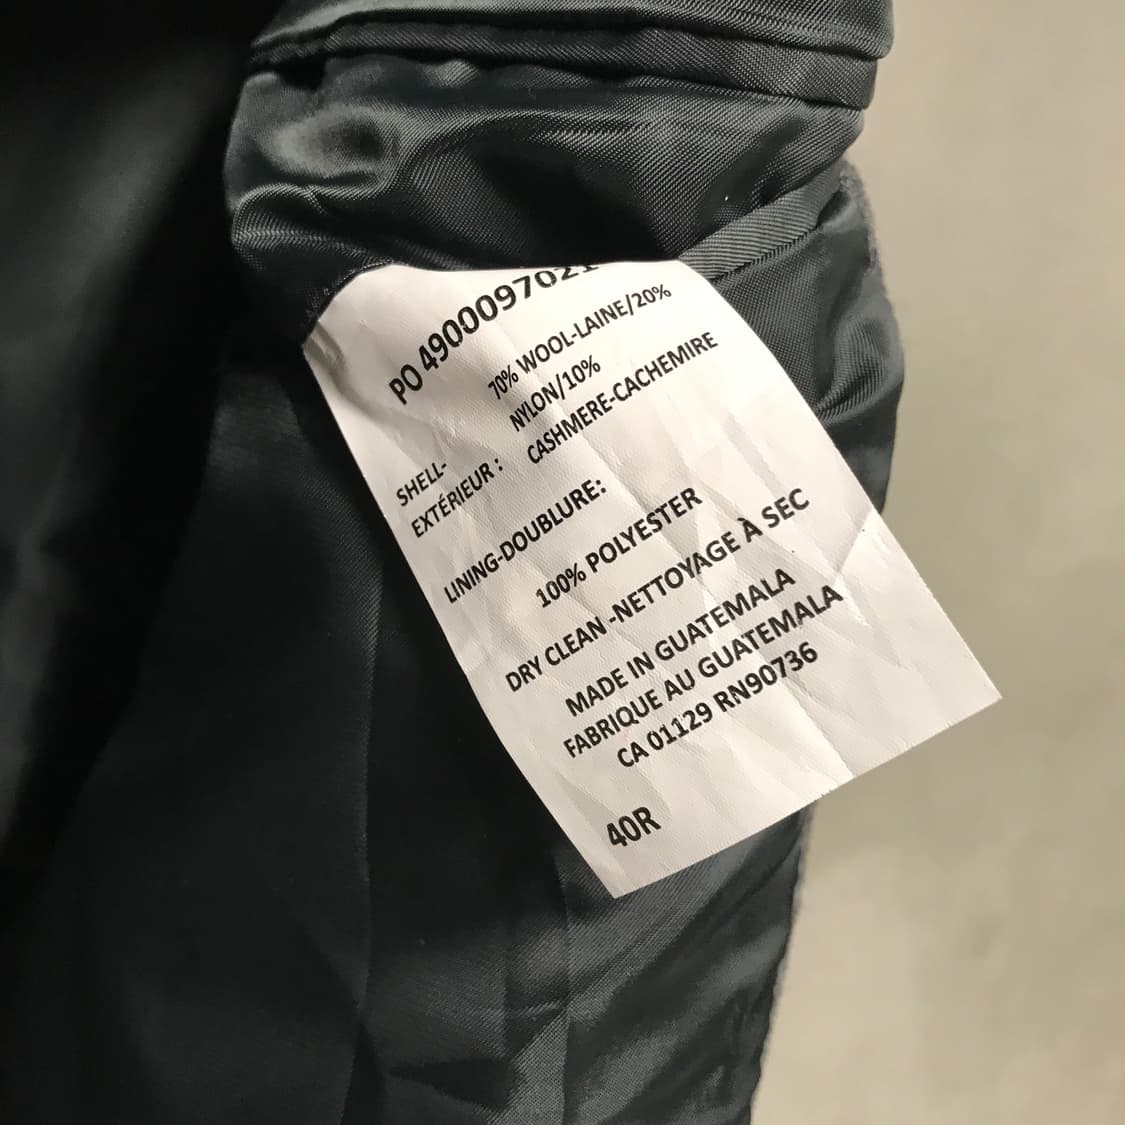 PO 4900097021
70% WOOL-LAINE/20%
NYLON/10%
SHELL-
EXTÉRIEUR : CASHMERE-CACHEMIRE
LINING-DOUBLURE:
100% POLYESTER
DRY CLEAN -NETTOYAGE À SEC
MADE IN GUATEMALA
FABRIQUE AU GUATEMALA
CA 01129 RN90736
40R